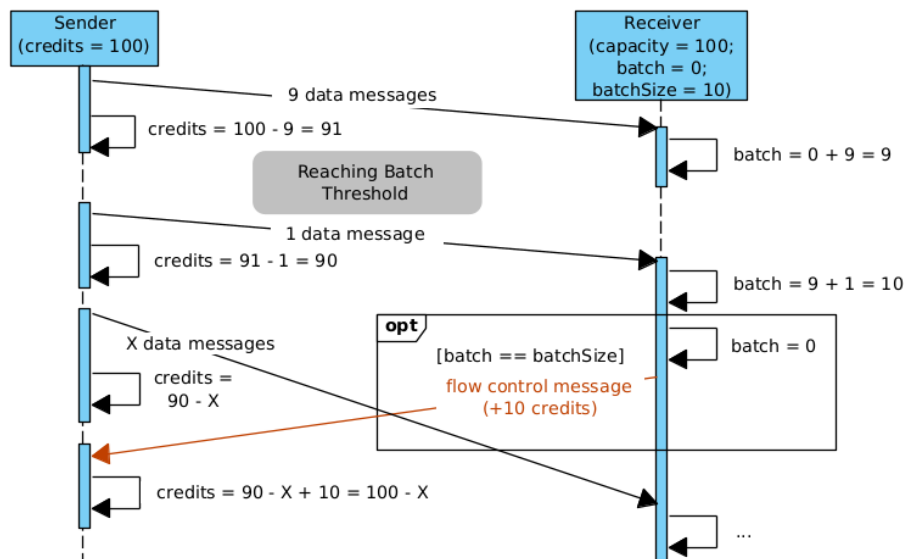 Sender
(credits = 100)
Receiver
(capacity = 100;
batch = 0;
batchSize = 10)
9 data messages
credits = 100 - 9 = 91
batch = 0 + 9 = 9
Reaching Batch
Threshold
1 data message
credits = 91 - 1 = 90
batch = 9 + 1 = 10
opt
X data messages
[batch == batchSize]
batch = 0
credits =
90 - X
flow control message
(+10 credits)
credits = 90 - X + 10 = 100 - X
...